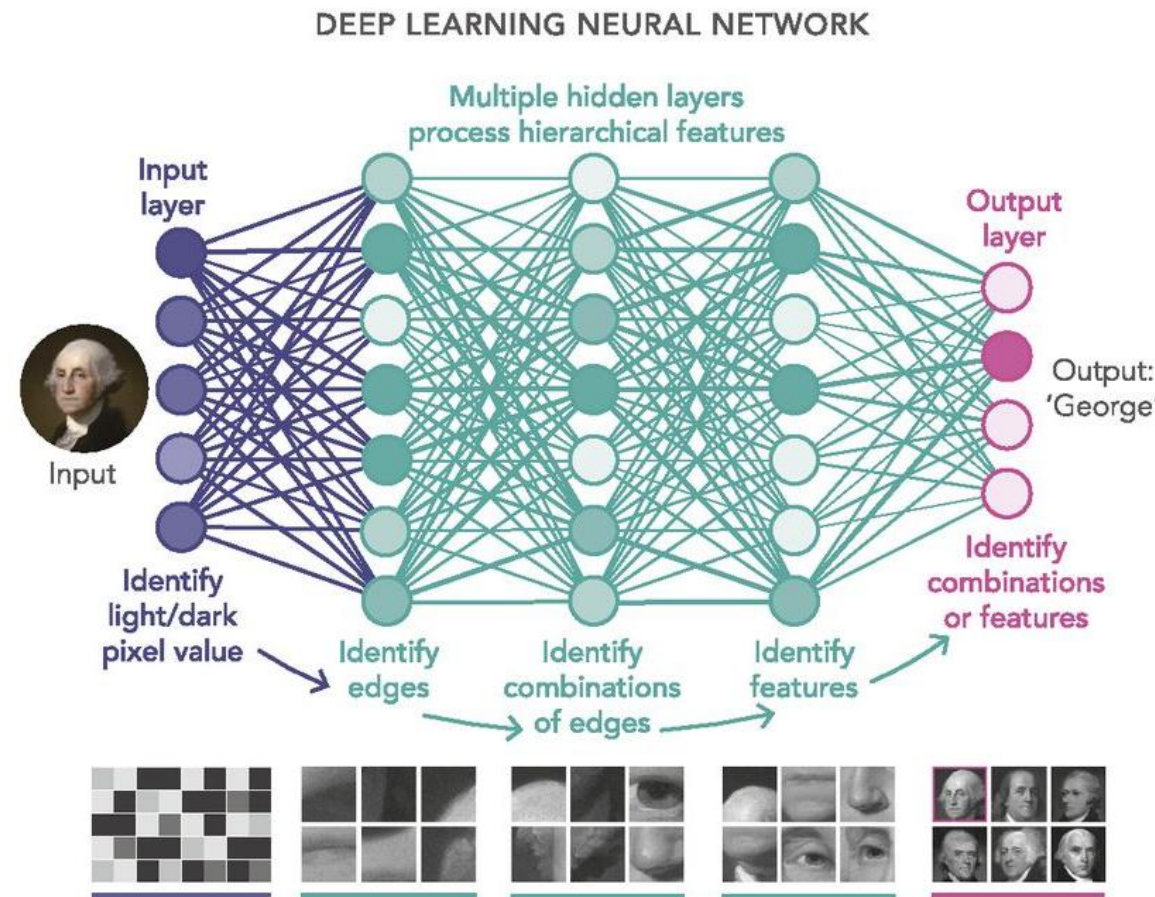 DEEP LEARNING NEURAL NETWORK
Multiple hidden layers
process hierarchical features
Input
layer
Output
layer
Input
Output:
'George'
Identify
light/dark
pixel value
Identify
edges
Identify
combinations
of edges
Identify
features
Identify
combinations
or features